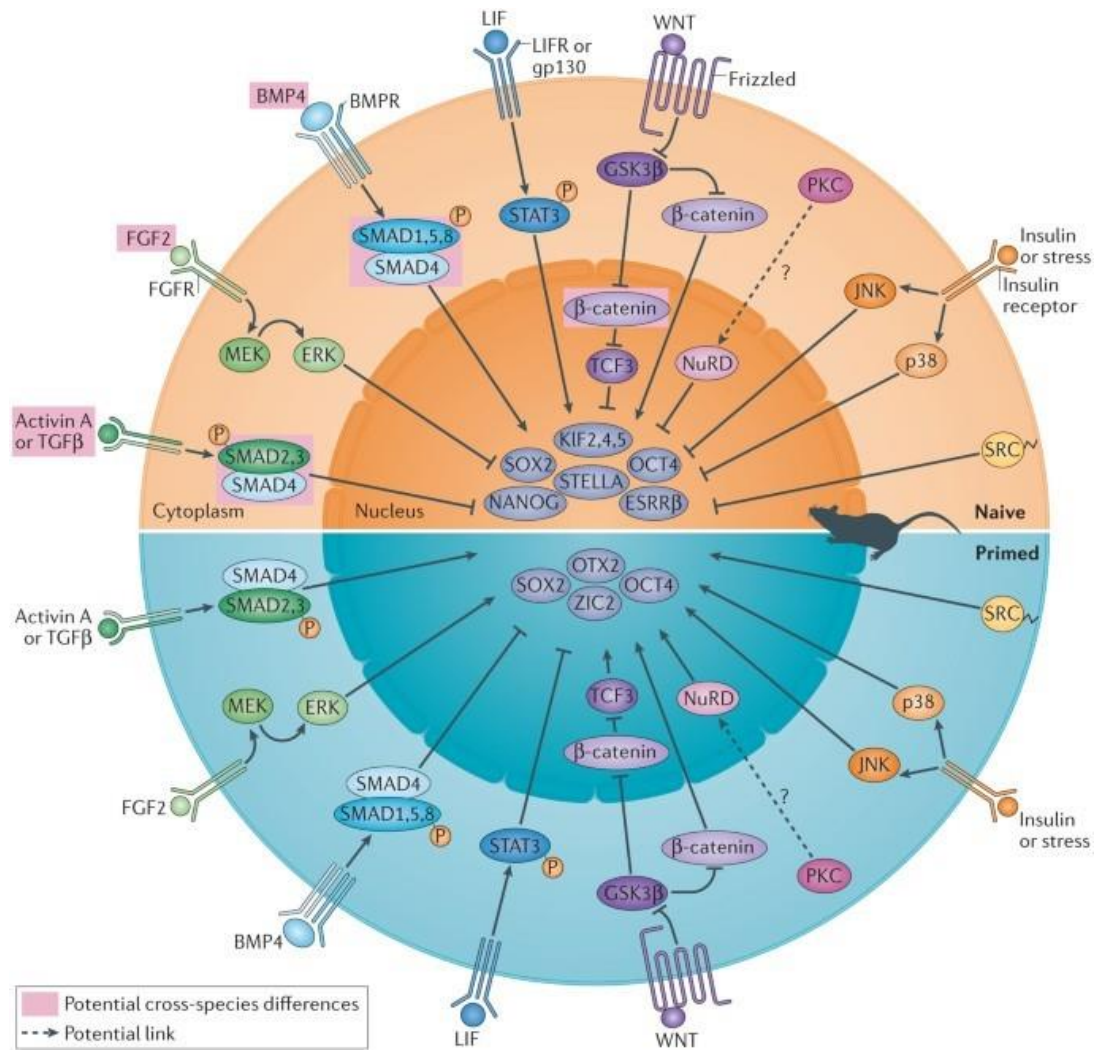 LIF
LIFR or
gp130
WNT
Frizzled
BMP4
BMPR
GSK3β
PKC
P
STAT3
β-catenin
P
SMAD1,5,8
SMAD4
FGF2
FGFR
?
Insulin
or stress
Insulin
receptor
JNK
β-catenin
MEK
ERK
TCF3
NuRD
p38
Activin A
or TGFβ
P
SMAD2,3
SMAD4
KIF2,4,5
SOX2
OCT4
STELLA
NANOG
ESRRβ
SRC
Cytoplasm
Nucleus
Naive
Primed
SMAD4
SMAD2,3
P
Activin A
or TGFβ
OTX2
SOX2
OCT4
ZIC2
SRC
MEK
ERK
TCF3
NuRD
p38
β-catenin
JNK
FGF2
SMAD4
SMAD1,5,8
P
?
Insulin
or stress
STAT3
P
β-catenin
GSK3β
PKC
BMP4
LIF
WNT
Potential cross-species differences
Potential link